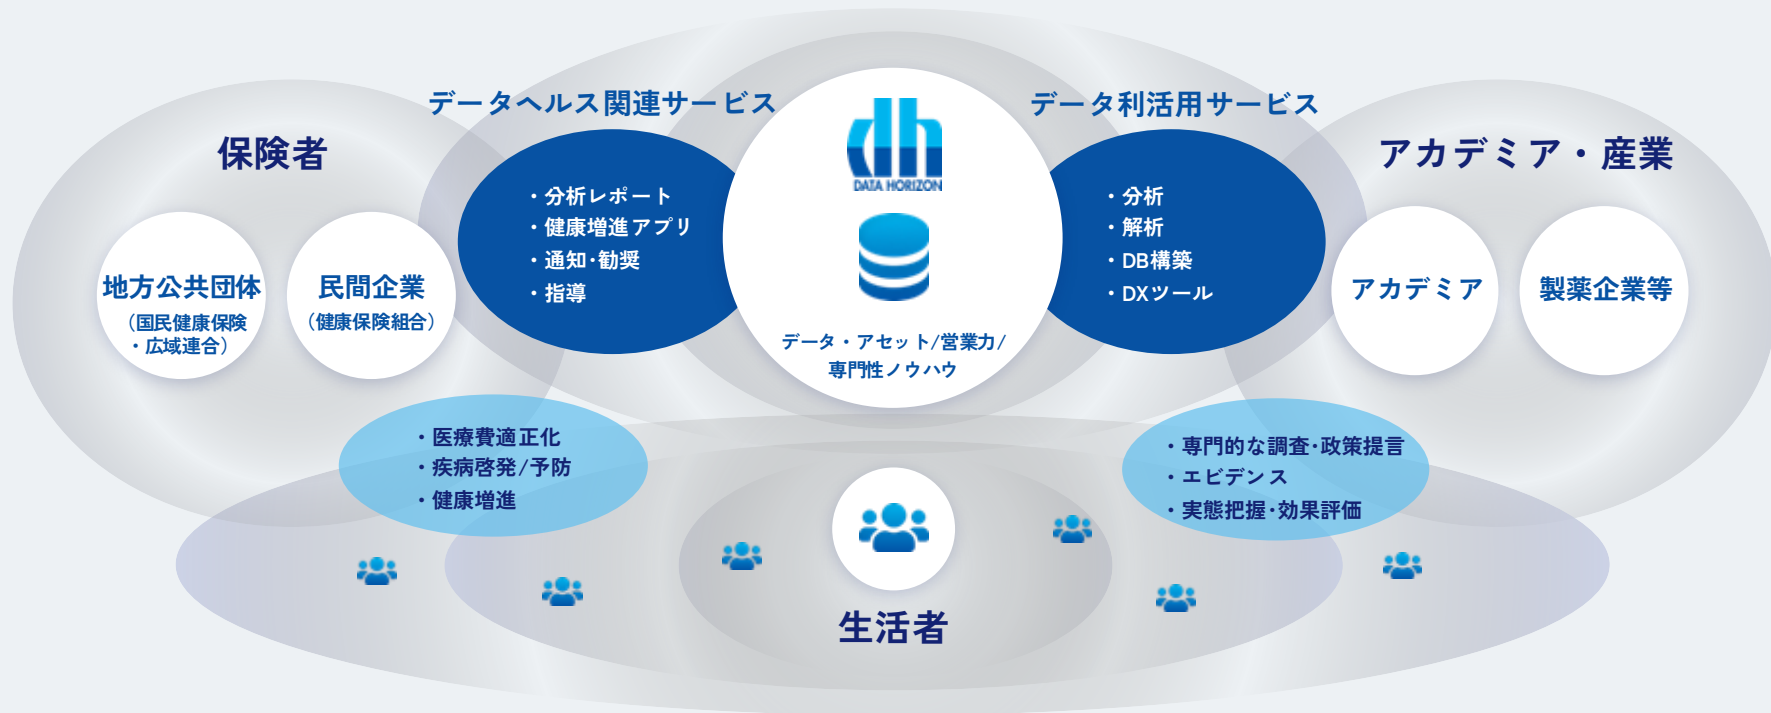 データヘルス関連サービス
データ利活用サービス
保険者
アカデミア・産業
DATA HORIZON
・分析レポート
・健康増進アプリ
・通知・勧奨
・指導
・分析
・解析
・DB構築
・DXツール
地方公共団体
（国民健康保険
・広域連合）
民間企業
（健康保険組合）
アカデミア
製薬企業等
データ・アセット/営業力/
専門性ノウハウ
・医療費適正化
・疾病啓発/予防
・健康増進
・専門的な調査・政策提言
・エビデンス
・実態把握・効果評価
生活者